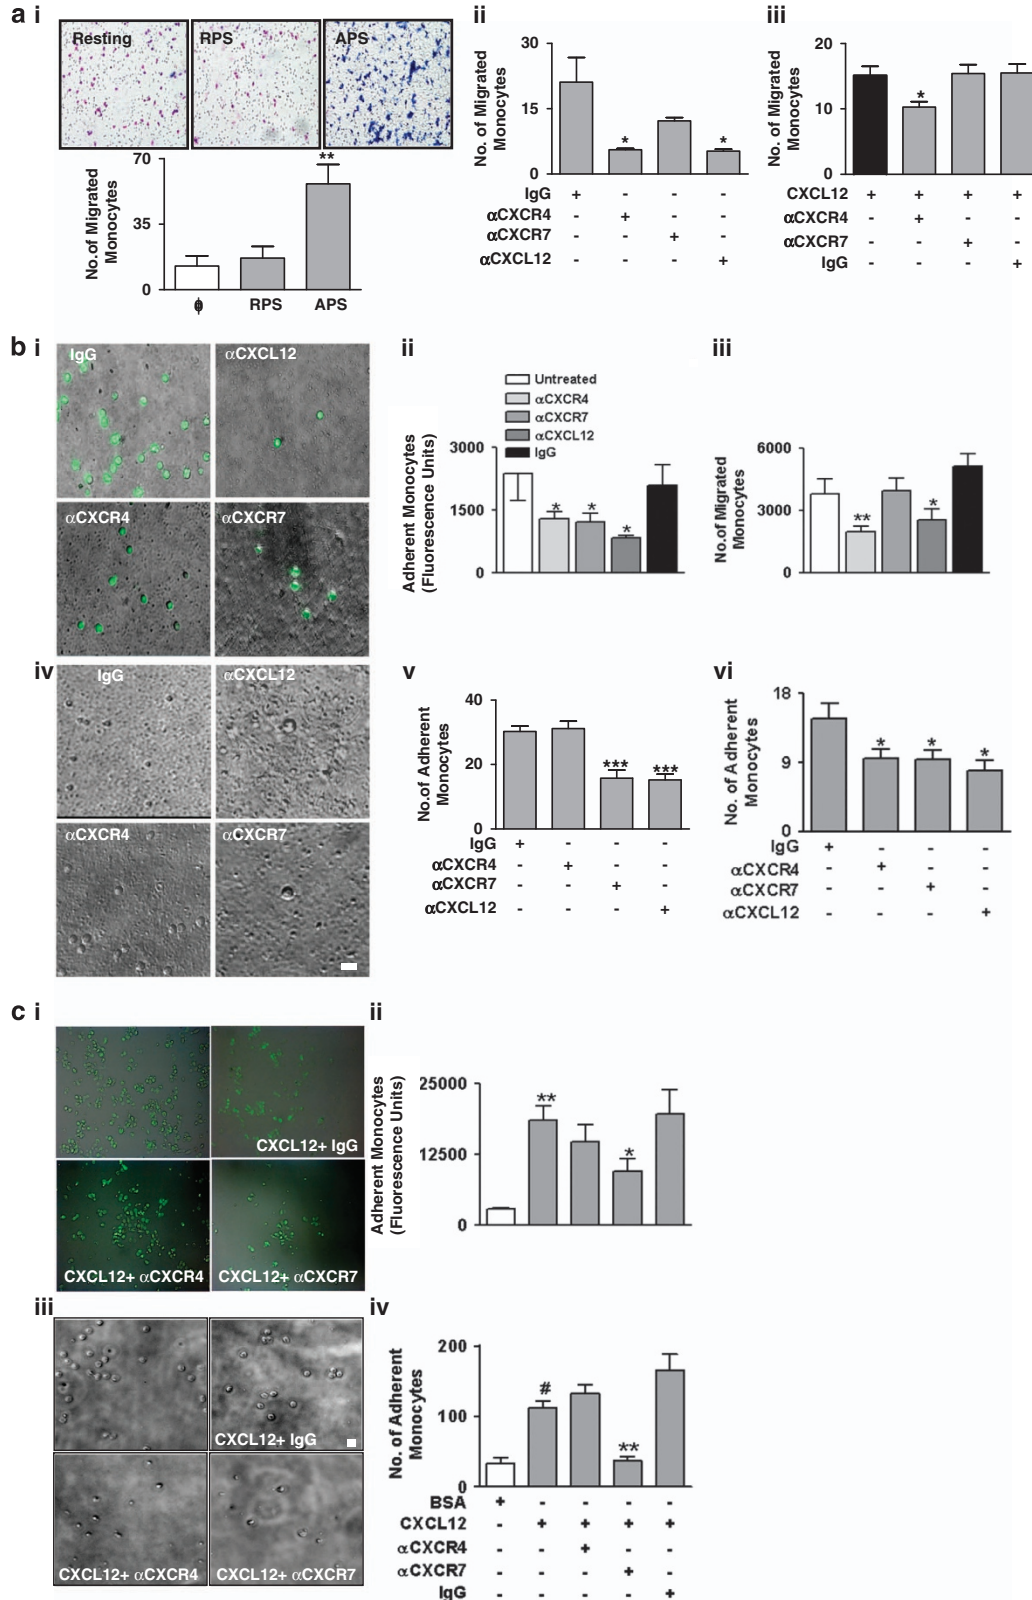 a i
Resting
RPS
APS
No.of Migrated
Monocytes
70
35
0
**
RPS
APS
ii
No. of Migrated
Monocytes
30
15
0
*
*
IgG + - - -
αCXCR4 - + - -
αCXCR7 - - + -
αCXCL12 - - - +
iii
No. of Migrated
Monocytes
20
10
0
*
CXCL12 + + + +
αCXCR4 - + - -
αCXCR7 - - + -
IgG - - - +
b i
IgG
αCXCL12
αCXCR4
αCXCR7
ii
Untreated
αCXCR4
αCXCR7
αCXCL12
IgG
Adherent Monocytes
(Fluorescence Units)
3000
1500
0
* * *
iii
No.of Migrated
Monocytes
6000
3000
0
** *
iv
IgG
αCXCL12
αCXCR4
αCXCR7
v
No.of Adherent
Monocytes
40
20
0
*** ***
IgG + - - -
αCXCR4 - + - -
αCXCR7 - - + -
αCXCL12 - - - +
vi
No. of Adherent
Monocytes
18
9
0
* * *
IgG + - - -
αCXCR4 - + - -
αCXCR7 - - + -
αCXCL12 - - - +
c i
CXCL12+ IgG
CXCL12+ αCXCR4
CXCL12+ αCXCR7
ii
Adherent Monocytes
(Fluorescence Units)
25000
12500
0
** *
iii
CXCL12+ IgG
CXCL12+ αCXCR4
CXCL12+ αCXCR7
iv
No. of Adherent
Monocytes
200
100
0
# **
BSA + - - - -
CXCL12 - + + + +
αCXCR4 - - + - -
αCXCR7 - - - + -
IgG - - - - +